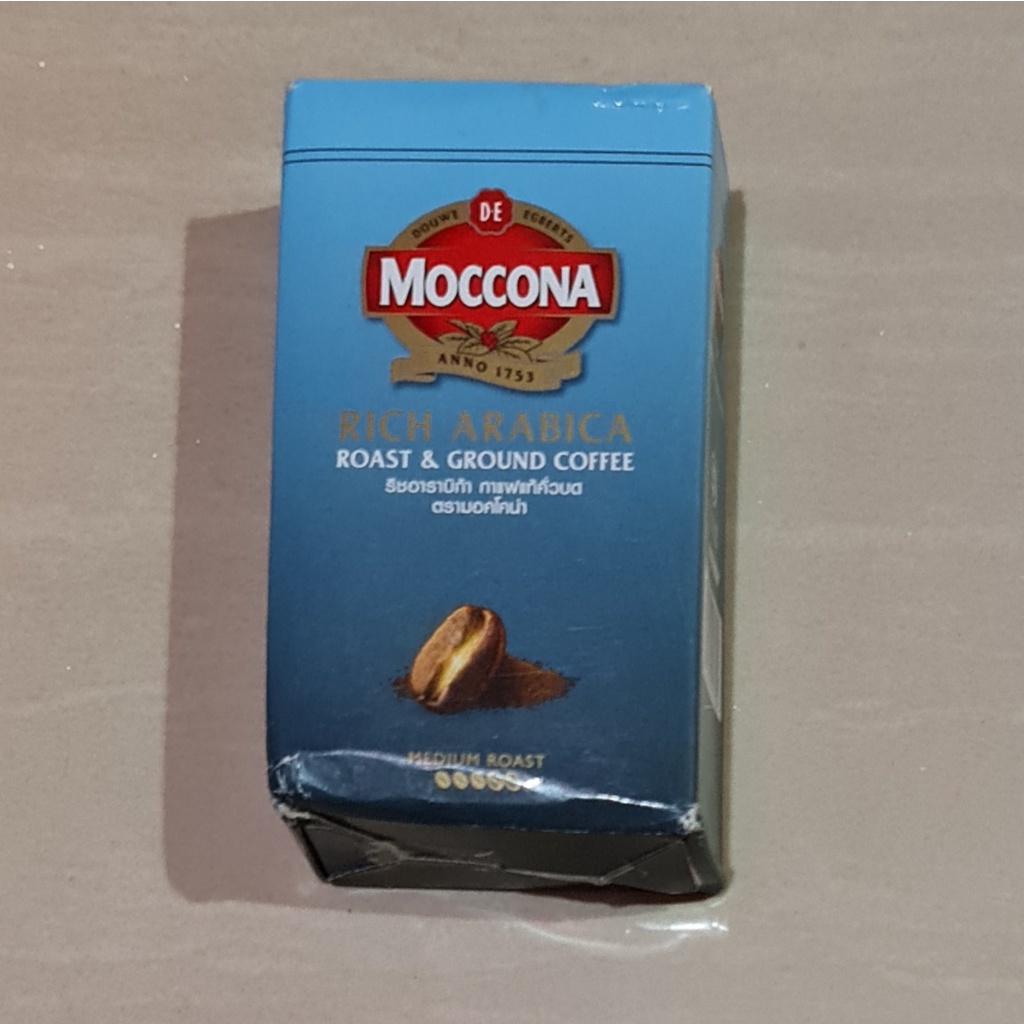 DOUWE D·E EGBERTS
MOCCONA
ANNO 1753
RICH ARABICA
ROAST & GROUND COFFEE
ริชอาราบิก้า กาแฟแท้คั่วบด
ตรามอคโคน่า
MEDIUM ROAST